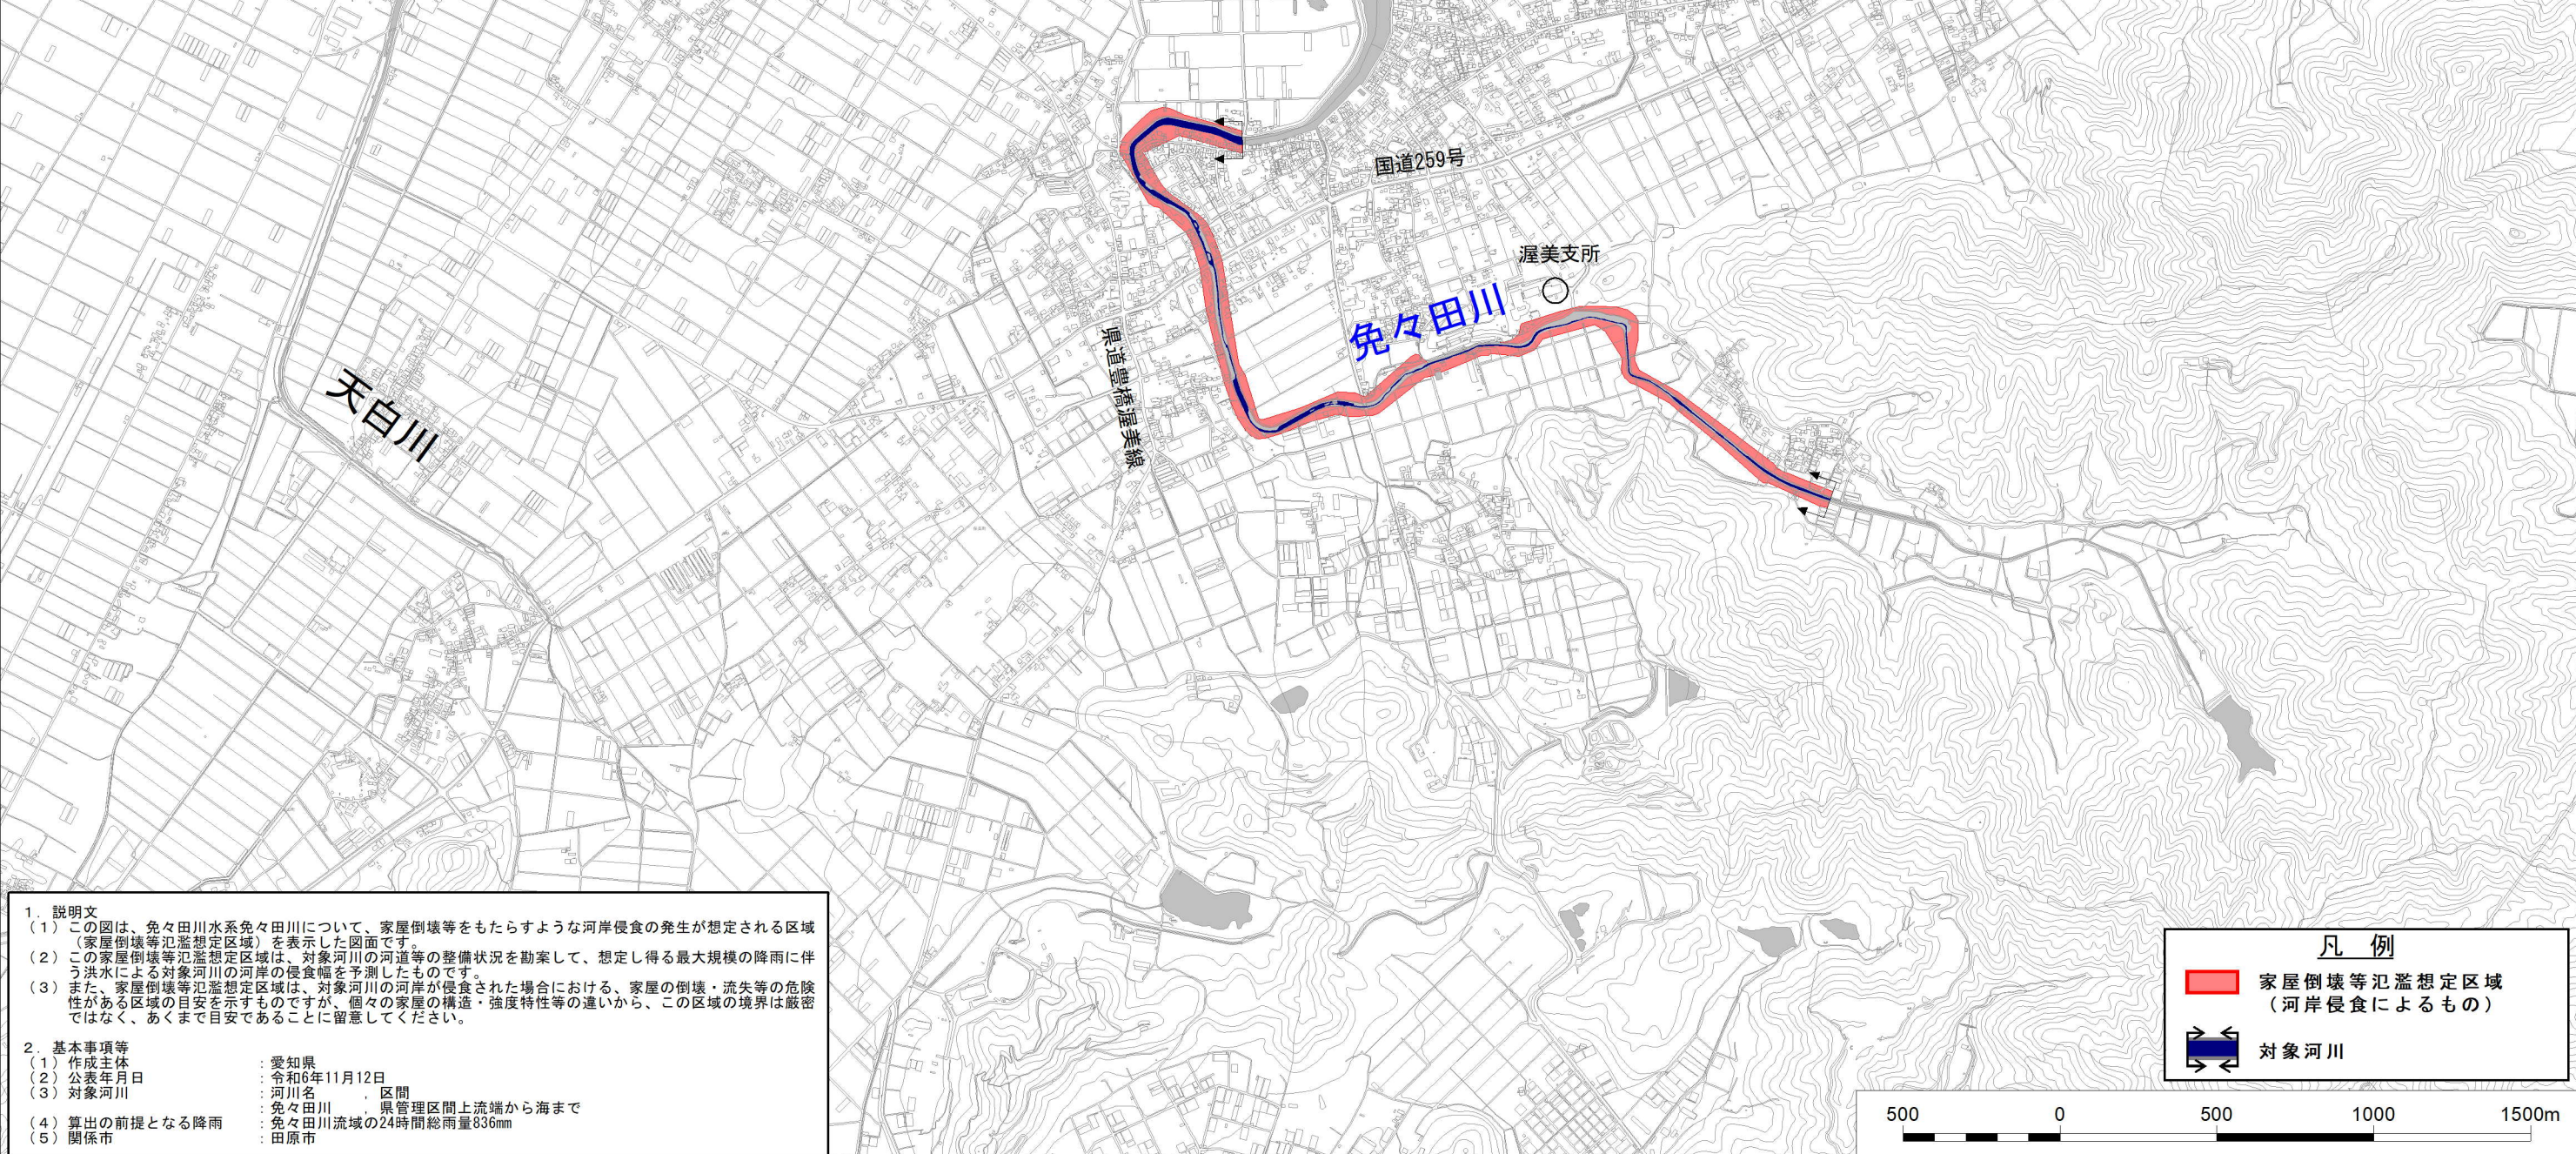 国道259号
渥美支所
免々田川
県道豊橋渥美線
天白川
1. 説明文
(1) この図は、免々田川水系免々田川について、家屋倒壊等をもたらすような河岸侵食の発生が想定される区域
(家屋倒壊等氾濫想定区域) を表示した図面です。
(2) この家屋倒壊等氾濫想定区域は、対象河川の河道等の整備状況を勘案して、想定し得る最大規模の降雨に伴
う洪水による対象河川の河岸の侵食幅を予測したものです。
(3) また、家屋倒壊等氾濫想定区域は、対象河川の河岸が侵食された場合における、家屋の倒壊・流失等の危険
性がある区域の目安を示すものですが、個々の家屋の構造・強度特性等の違いから、この区域の境界は厳密
ではなく、あくまで目安であることに留意してください。
2. 基本事項等
(1) 作成主体 : 愛知県
(2) 公表年月日 : 令和6年11月12日
(3) 対象河川 : 河川名 , 区間
: 免々田川 , 県管理区間上流端から海まで
(4) 算出の前提となる降雨 : 免々田川流域の24時間総雨量836mm
(5) 関係市 : 田原市
凡 例
家屋倒壊等氾濫想定区域
(河岸侵食によるもの)
対象河川
500 0 500 1000 1500m